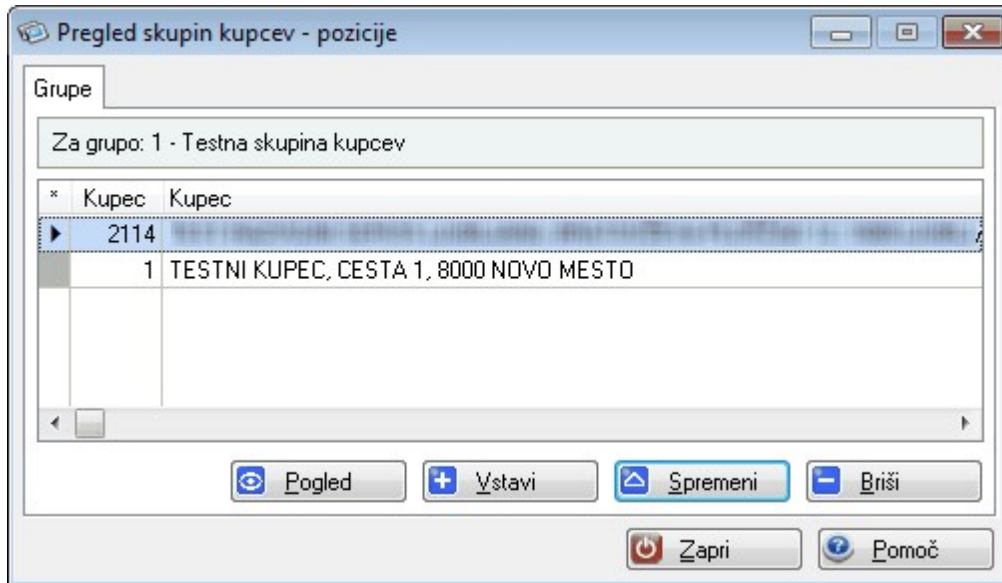 Pregled skupin kupcev - pozicije
Grupe
Za grupo: 1 - Testna skupina kupcev
* Kupec Kupec
2114
1 TESTNI KUPEC, CESTA 1, 8000 NOVO MESTO
Pogled Vstavi Spremeni Briši
Zapri Pomoč